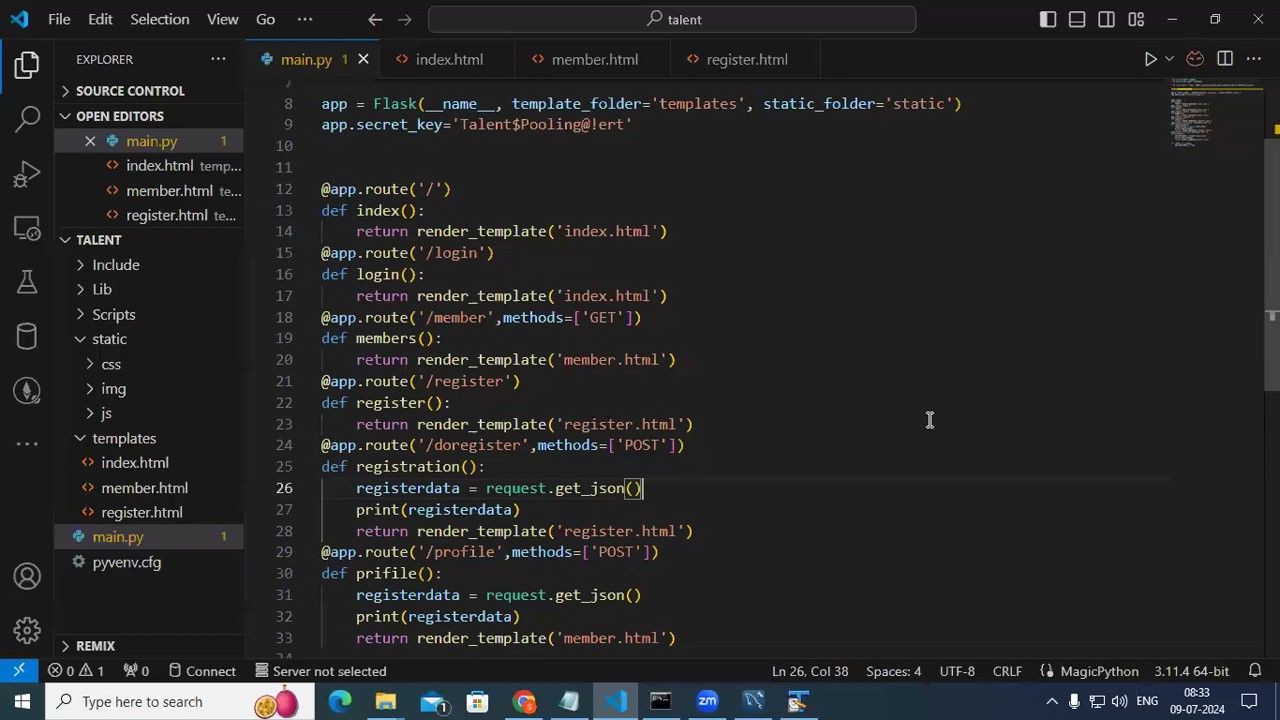 File Edit Selection View Go talent
EXPLORER
main.py 1 index.html member.html register.html
SOURCE CONTROL
OPEN EDITORS
main.py 1
index.html temp...
member.html te...
register.html te...
TALENT
Include
Lib
Scripts
static
css
img
js
templates
index.html
member.html
register.html
main.py 1
pyvenv.cfg
REMIX
7
8 app = Flask(__name__, template_folder='templates', static_folder='static')
9 app.secret_key='Talent$Pooling@!ert'
10
11
12 @app.route('/')
13 def index():
14 return render_template('index.html')
15 @app.route('/login')
16 def login():
17 return render_template('index.html')
18 @app.route('/member',methods=['GET'])
19 def members():
20 return render_template('member.html')
21 @app.route('/register')
22 def register():
23 return render_template('register.html')
24 @app.route('/doregister',methods=['POST'])
25 def registration():
26 registerdata = request.get_json()
27 print(registerdata)
28 return render_template('register.html')
29 @app.route('/profile',methods=['POST'])
30 def prifile():
31 registerdata = request.get_json()
32 print(registerdata)
33 return render_template('member.html')
0 1 0 Connect Server not selected Ln 26, Col 38 Spaces: 4 UTF-8 CRLF MagicPython 3.11.4 64-bit
Type here to search ENG 08:33
09-07-2024